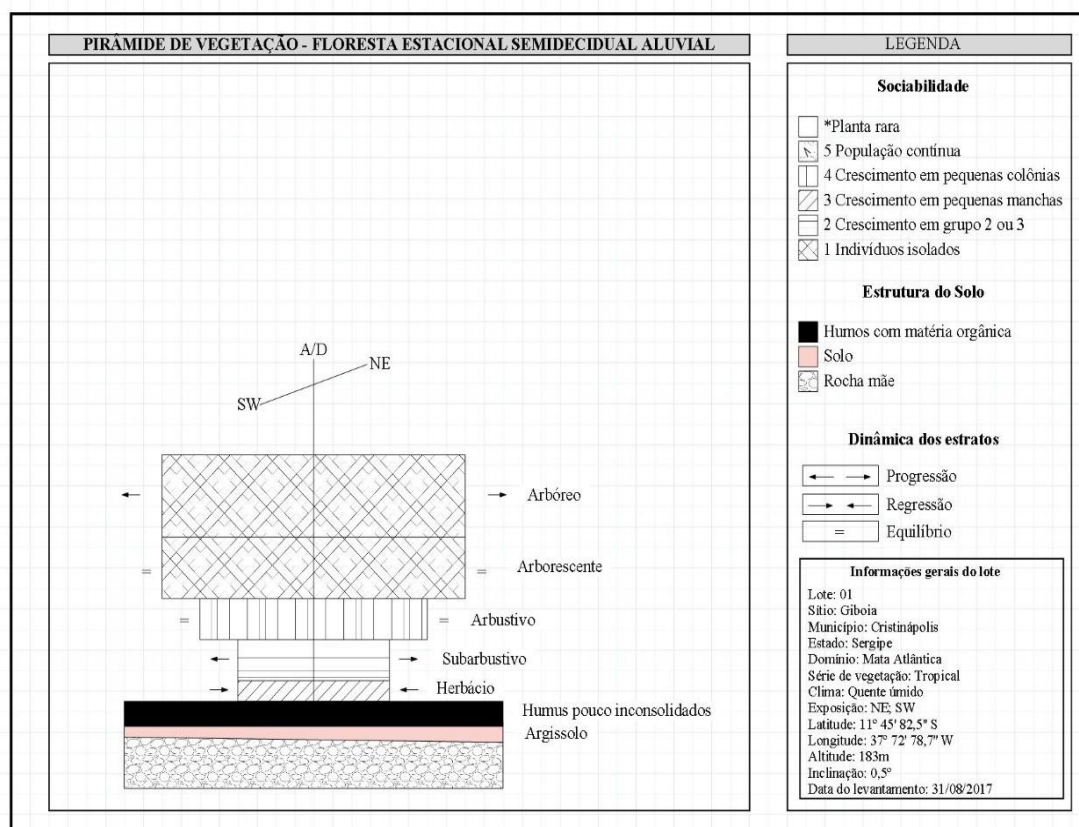 PIRÂMIDE DE VEGETAÇÃO - FLORESTA ESTACIONAL SEMIDECIDUAL ALUVIAL
A/D
NE
SW
Arbóreo
= = Arborescente
= = Arbustivo
Subarbustivo
Herbácio
Humus pouco inconsolidados
Argissolo
LEGENDA
Sociabilidade
*Planta rara
5 População contínua
4 Crescimento em pequenas colônias
3 Crescimento em pequenas manchas
2 Crescimento em grupo 2 ou 3
1 Indivíduos isolados
Estrutura do Solo
Humos com matéria orgânica
Solo
Rocha mãe
Dinâmica dos estratos
Progressão
Regressão
= Equilíbrio
Informações gerais do lote
Lote: 01
Sítio: Giboia
Município: Cristinápolis
Estado: Sergipe
Domínio: Mata Atlântica
Série de vegetação: Tropical
Clima: Quente úmido
Exposição: NE; SW
Latitude: 11º 45' 82,5" S
Longitude: 37º 72' 78,7" W
Altitude: 183m
Inclinação: 0,5º
Data do levantamento: 31/08/2017